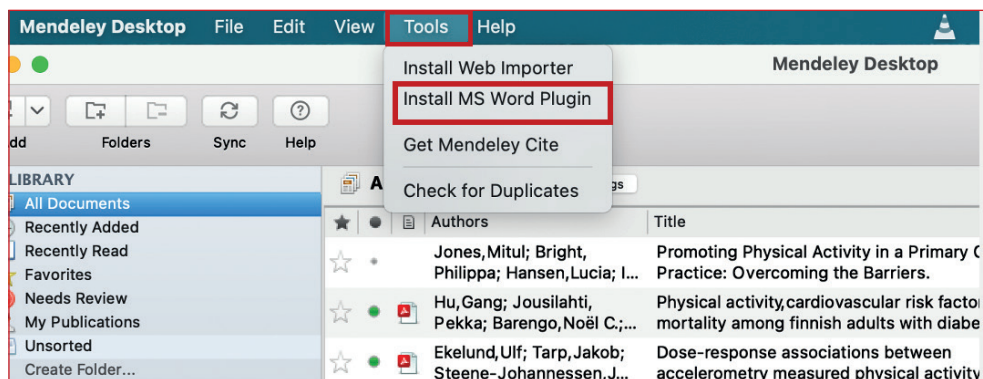 Mendeley Desktop File Edit View Tools Help
Mendeley Desktop
Install Web Importer
Install MS Word Plugin
Get Mendeley Cite
Check for Duplicates
Folders Sync Help
LIBRARY
All Documents
Recently Added
Recently Read
Favorites
Needs Review
My Publications
Unsorted
Create Folder...
Authors Title
Jones,Mitul; Bright,
Philippa; Hansen,Lucia; I...
Promoting Physical Activity in a Primary C
Practice: Overcoming the Barriers.
Hu,Gang; Jousilahti,
Pekka; Barengo,Noël C.;...
Physical activity,cardiovascular risk facto
mortality among finnish adults with diabe
Ekelund,Ulf; Tarp,Jakob;
Steene-Johannessen,J...
Dose-response associations between
accelerometry measured physical activity